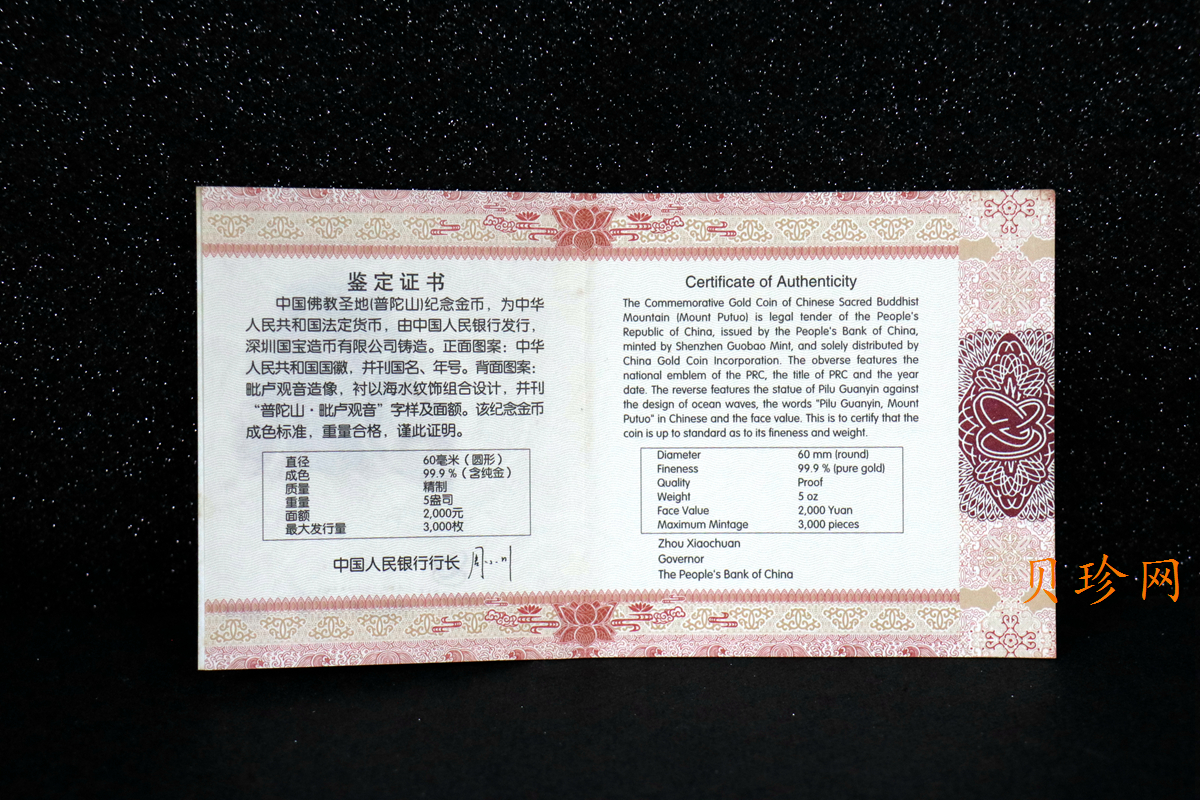 鉴定证书
中国佛教圣地(普陀山)纪念金币，为中华
人民共和国法定货币，由中国人民银行发行，
深圳国宝造币有限公司铸造。正面图案：中华
人民共和国国徽，并刊国名、年号。背面图案：
毗卢观音造像，衬以海水纹饰组合设计，并刊
“普陀山·毗卢观音”字样及面额。该纪念金币
成色标准，重量合格，谨此证明。
直径 60毫米（圆形）
成色 99.9％（含纯金）
质量 精制
重量 5盎司
面额 2,000元
最大发行量 3,000枚
中国人民银行行长
Certificate of Authenticity
The Commemorative Gold Coin of Chinese Sacred Buddhist
Mountain (Mount Putuo) is legal tender of the People's
Republic of China, issued by the People's Bank of China,
minted by Shenzhen Guobao Mint, and solely distributed by
China Gold Coin Incorporation. The obverse features the
national emblem of the PRC, the title of PRC and the year
date. The reverse features the statue of Pilu Guanyin against
the design of ocean waves, the words "Pilu Guanyin, Mount
Putuo" in Chinese and the face value. This is to certify that the
coin is up to standard as to its fineness and weight.
Diameter 60 mm (round)
Fineness 99.9 % (pure gold)
Quality Proof
Weight 5 oz
Face Value 2,000 Yuan
Maximum Mintage 3,000 pieces
Zhou Xiaochuan
Governor
The People's Bank of China
贝珍网